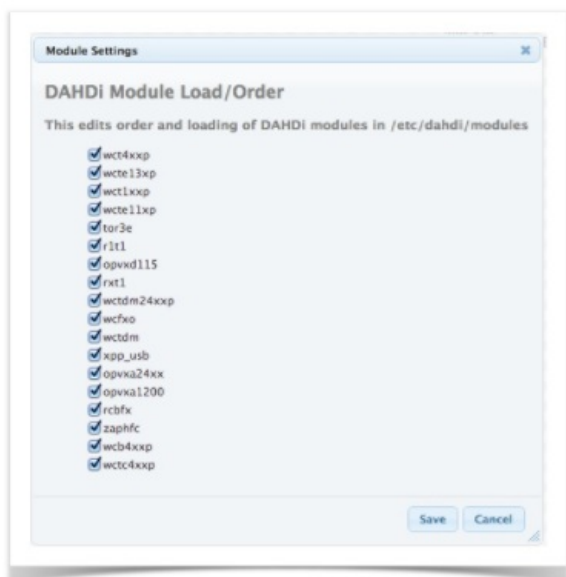 Module Settings
DAHDi Module Load/Order
This edits order and loading of DAHDi modules in /etc/dahdi/modules
wct4xxp
wcte13xp
wct1xxp
wcte11xp
tor3e
r1t1
opvxd115
rxt1
wctdm24xxp
wcfxo
wctdm
xpp_usb
opvxa24xx
opvxa1200
rcbfx
zaphfc
wcb4xxp
wctc4xxp
Save Cancel